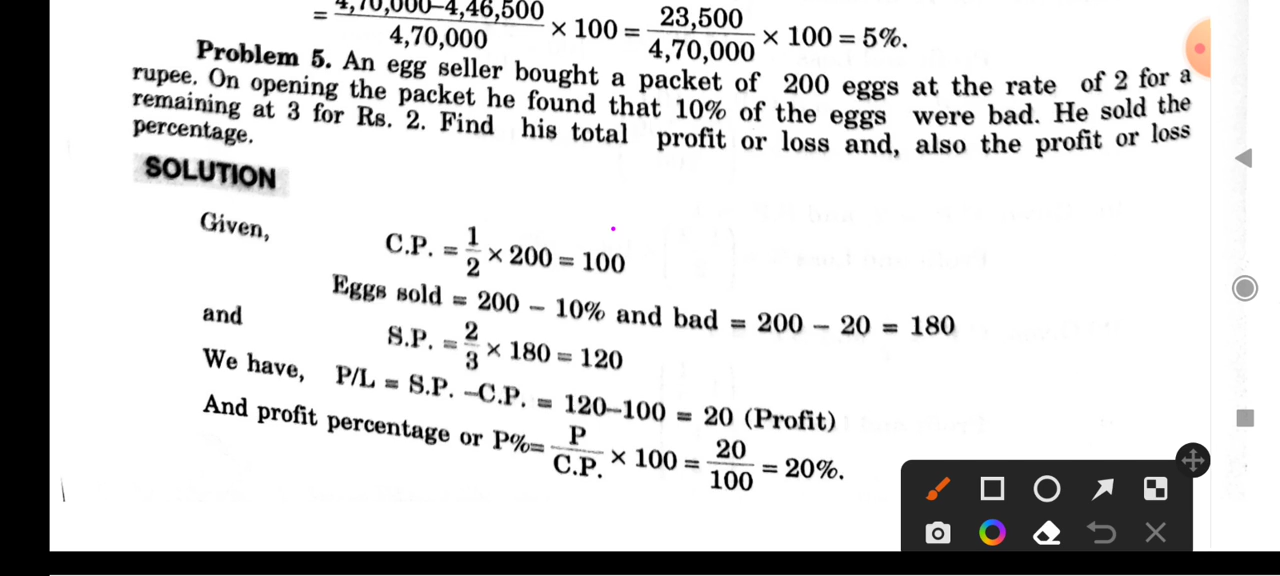 = 4,70,000–4,46,500 / 4,70,000 × 100 = 23,500 / 4,70,000 × 100 = 5%.
Problem 5. An egg seller bought a packet of 200 eggs at the rate of 2 for a
rupee. On opening the packet he found that 10% of the eggs were bad. He sold the
remaining at 3 for Rs. 2. Find his total profit or loss and, also the profit or loss
percentage.
SOLUTION
Given,
C.P. = 1/2 × 200 = 100
Eggs sold = 200 – 10% and bad = 200 – 20 = 180
and
S.P. = 2/3 × 180 = 120
We have, P/L = S.P. –C.P. = 120–100 = 20 (Profit)
And profit percentage or P%= P/C.P. × 100 = 20/100 = 20%.